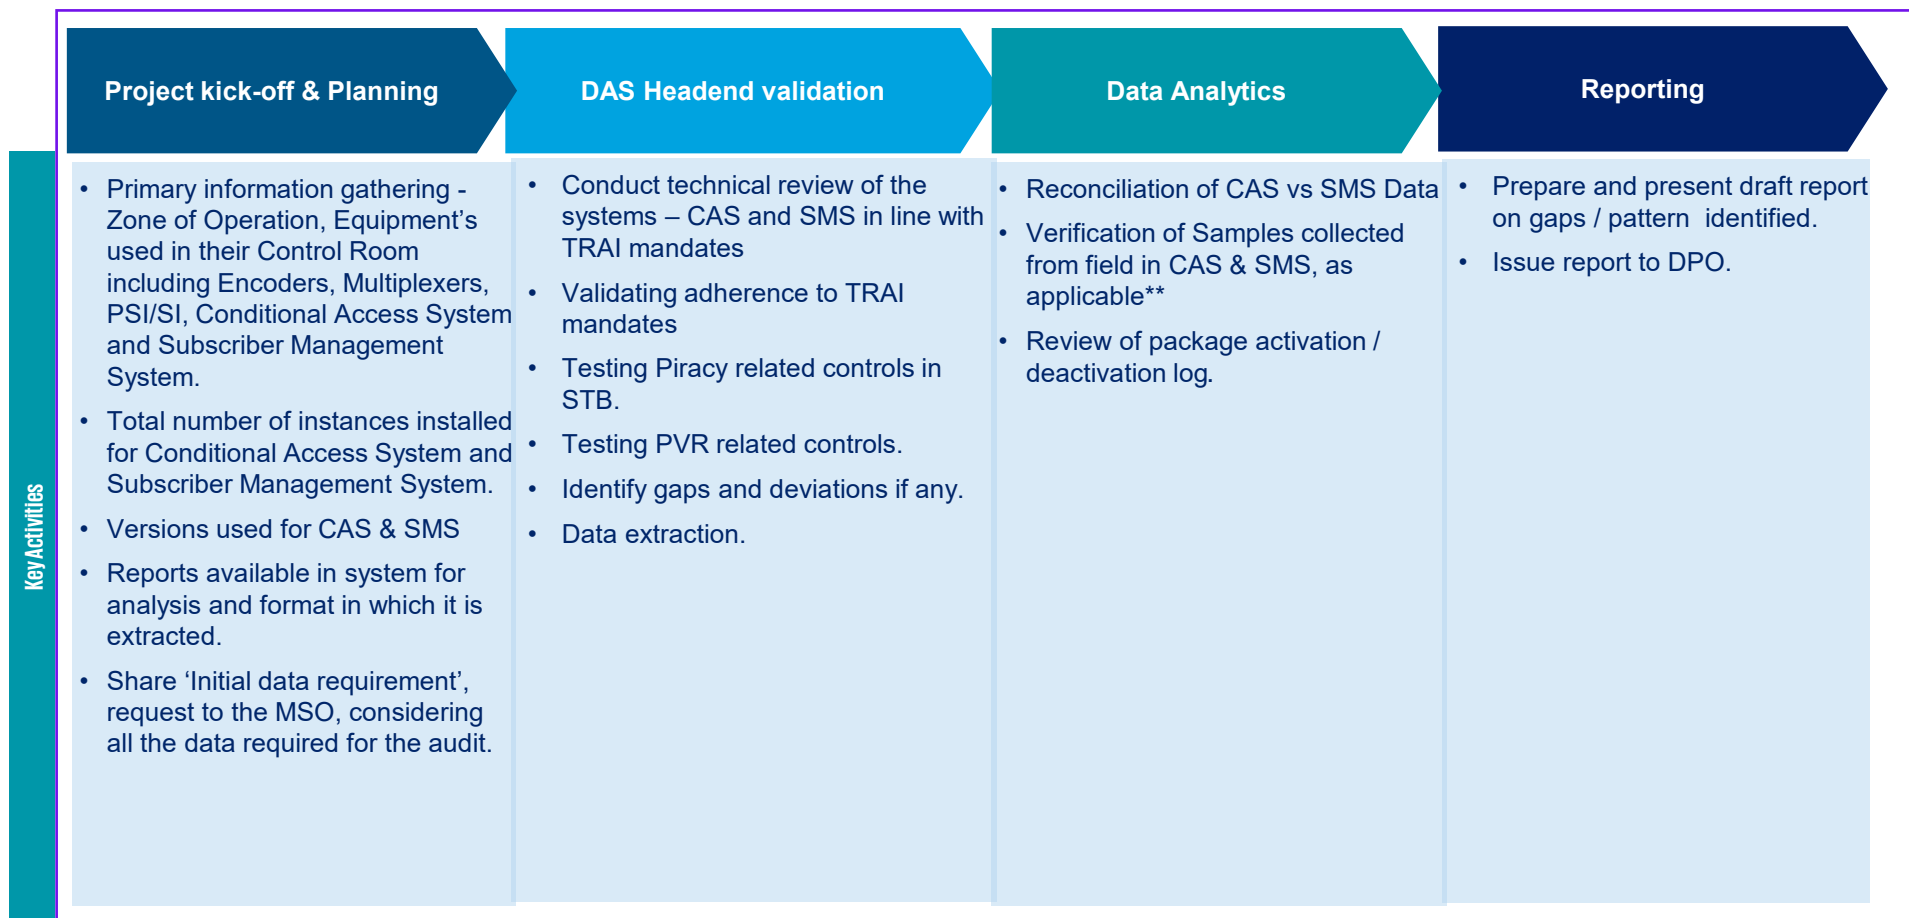 Project kick-off & Planning
DAS Headend validation
Data Analytics
Reporting
Key Activities
• Primary information gathering -
Zone of Operation, Equipment’s
used in their Control Room
including Encoders, Multiplexers,
PSI/SI, Conditional Access System
and Subscriber Management
System.
• Total number of instances installed
for Conditional Access System and
Subscriber Management System.
• Versions used for CAS & SMS
• Reports available in system for
analysis and format in which it is
extracted.
• Share ‘Initial data requirement’,
request to the MSO, considering
all the data required for the audit.
• Conduct technical review of the
systems – CAS and SMS in line with
TRAI mandates
• Validating adherence to TRAI
mandates
• Testing Piracy related controls in
STB.
• Testing PVR related controls.
• Identify gaps and deviations if any.
• Data extraction.
• Reconciliation of CAS vs SMS Data
• Verification of Samples collected
from field in CAS & SMS, as
applicable**
• Review of package activation /
deactivation log.
• Prepare and present draft report
on gaps / pattern identified.
• Issue report to DPO.